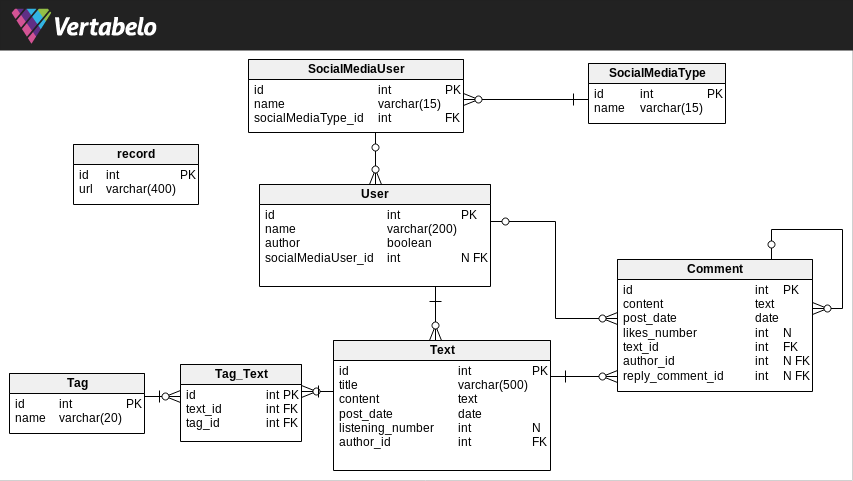 Vertabelo
SocialMediaUser
id int PK
name varchar(15)
socialMediaType_id int FK
SocialMediaType
id int PK
name varchar(15)
record
id int PK
url varchar(400)
User
id int PK
name varchar(200)
author boolean
socialMediaUser_id int N FK
Comment
id int PK
content text
post_date date
likes_number int N
text_id int FK
author_id int N FK
reply_comment_id int N FK
Text
id int PK
title varchar(500)
content text
post_date date
listening_number int N
author_id int FK
Tag_Text
id int PK
text_id int FK
tag_id int FK
Tag
id int PK
name varchar(20)